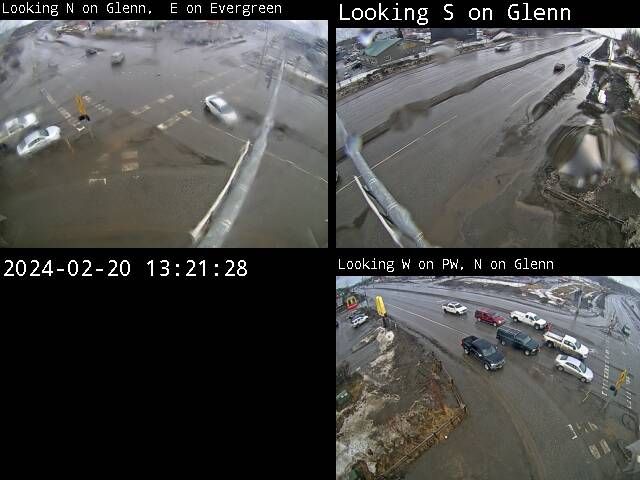 Looking N on Glenn, E on Evergreen
Looking S on Glenn
2024-02-20 13:21:28
Looking W on PW, N on Glenn